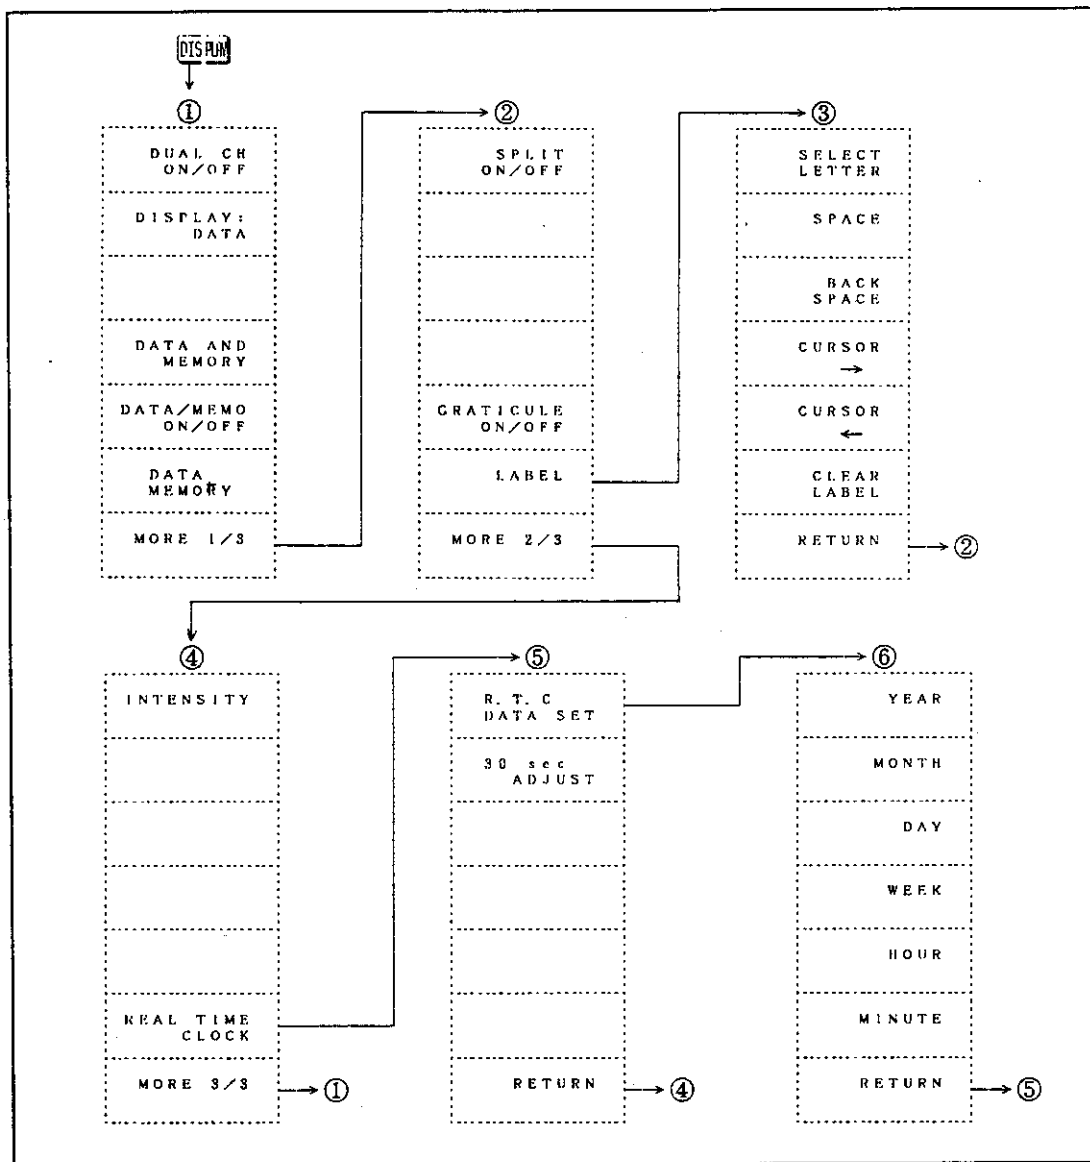 ①
DUAL CH
ON/OFF
DISPLAY:
DATA
DATA AND
MEMORY
DATA/MEMO
ON/OFF
DATA
MEMORY
MORE 1/3
②
SPLIT
ON/OFF
GRATICULE
ON/OFF
LABEL
MORE 2/3
③
SELECT
LETTER
SPACE
BACK
SPACE
CURSOR
→
CURSOR
←
CLEAR
LABEL
RETURN → ②
④
INTENSITY
REAL TIME
CLOCK
MORE 3/3 → ①
⑤
R.T.C
DATA SET
30 sec
ADJUST
RETURN → ④
⑥
YEAR
MONTH
DAY
WEEK
HOUR
MINUTE
RETURN → ⑤